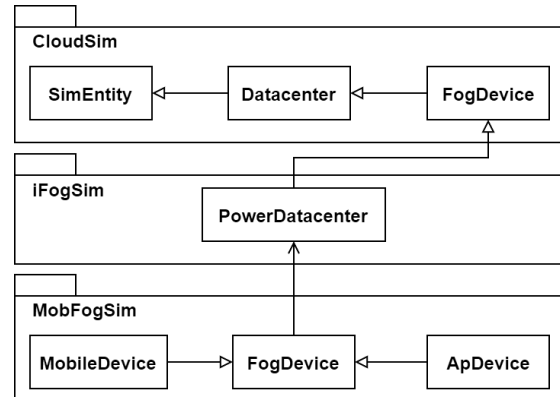 CloudSim
SimEntity
Datacenter
FogDevice
iFogSim
PowerDatacenter
MobFogSim
MobileDevice
FogDevice
ApDevice